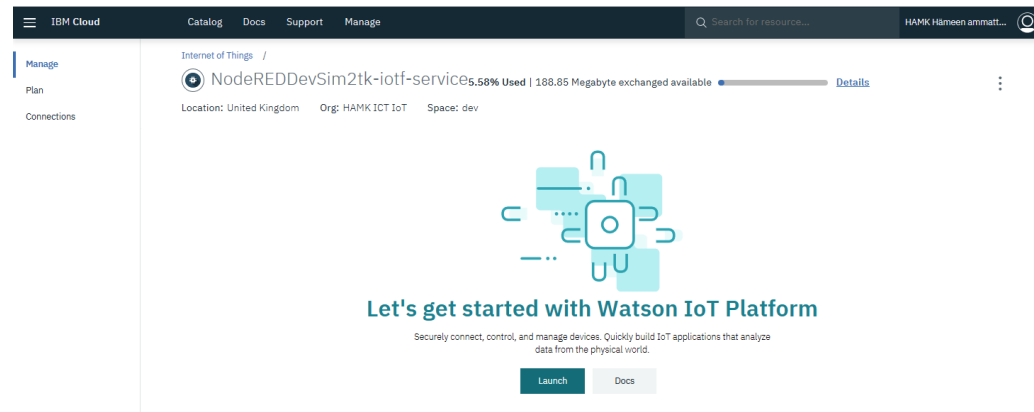 IBM Cloud Catalog Docs Support Manage Search for resource... HAMK Hämeen ammatt...
Manage
Plan
Connections
Internet of Things /
NodeREDDevSim2tk-iotf-service 5.58% Used | 188.85 Megabyte exchanged available Details
Location: United Kingdom Org: HAMK ICT IoT Space: dev
Let's get started with Watson IoT Platform
Securely connect, control, and manage devices. Quickly build IoT applications that analyze
data from the physical world.
Launch Docs